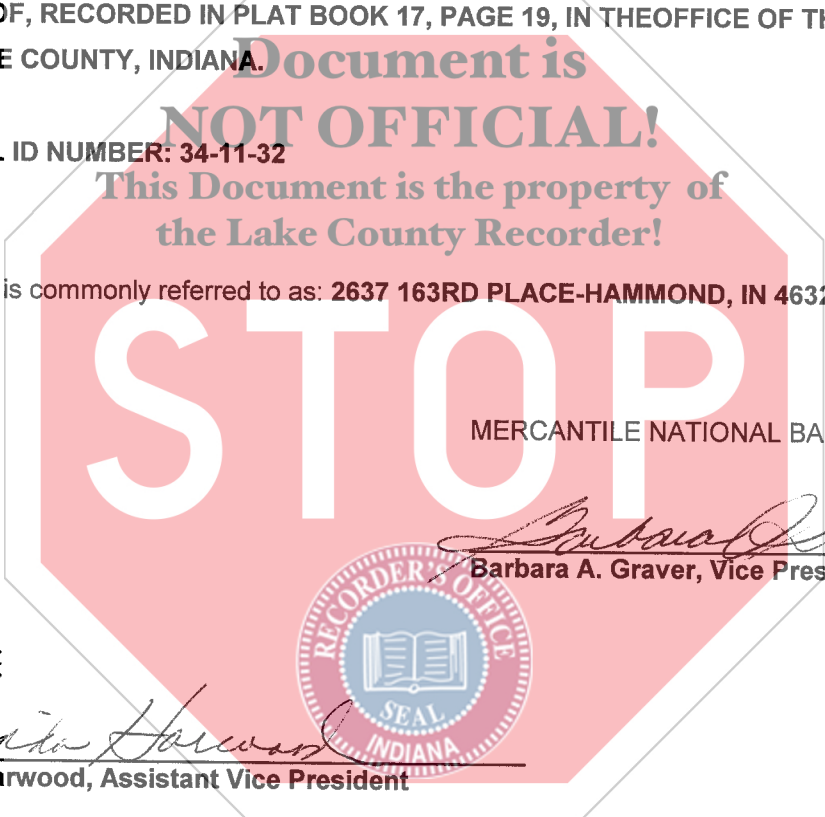 OF, RECORDED IN PLAT BOOK 17, PAGE 19, IN THEOFFICE OF TH
E COUNTY, INDIANA.
Document is
NOT OFFICIAL!
ID NUMBER: 34-11-32
This Document is the property of
the Lake County Recorder!
is commonly referred to as: 2637 163RD PLACE-HAMMOND, IN 4632
STOP
MERCANTILE NATIONAL BA
Barbara
Barbara A. Graver, Vice Pres
RECORDER'S OFFICE
SEAL
INDIANA
Harwood
arwood, Assistant Vice President